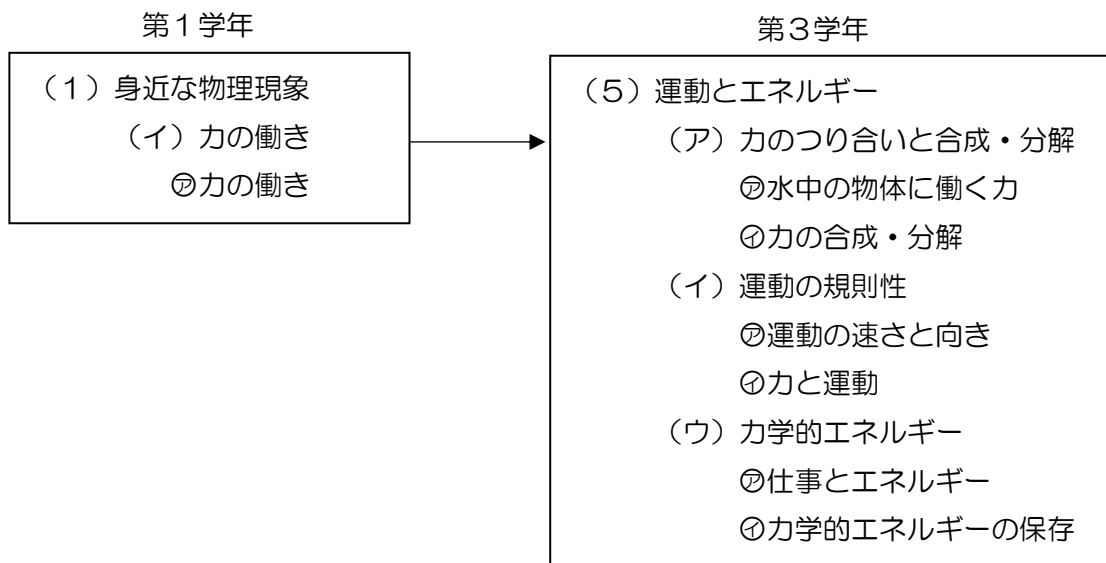 第１学年
（１）身近な物理現象
（イ）力の働き
㋐力の働き
第３学年
（５）運動とエネルギー
（ア）力のつり合いと合成・分解
㋐水中の物体に働く力
㋑力の合成・分解
（イ）運動の規則性
㋐運動の速さと向き
㋑力と運動
（ウ）力学的エネルギー
㋐仕事とエネルギー
㋑力学的エネルギーの保存